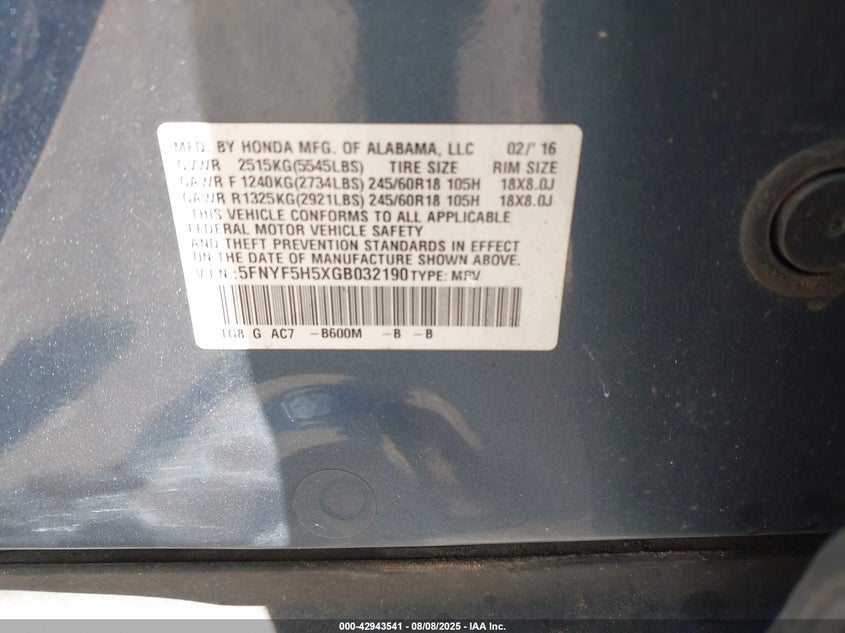 MFD. BY HONDA MFG. OF ALABAMA, LLC 02/' 16
GVWR 2515KG(5545LBS) TIRE SIZE RIM SIZE
GAWR F 1240KG(2734LBS) 245/60R18 105H 18X8.0J
GAWR R1325KG(2921LBS) 245/60R18 105H 18X8.0J
THIS VEHICLE CONFORMS TO ALL APPLICABLE
FEDERAL MOTOR VEHICLE SAFETY
AND THEFT PREVENTION STANDARDS IN EFFECT
ON THE DATE OF MANUFACTURE SHOWN ABOVE.
V.I.N.:5FNYF5H5XGB032190 TYPE: MPV
TG8 G AC7 -B600M -B -B
000-42943541 - 08/08/2025 - IAA Inc.